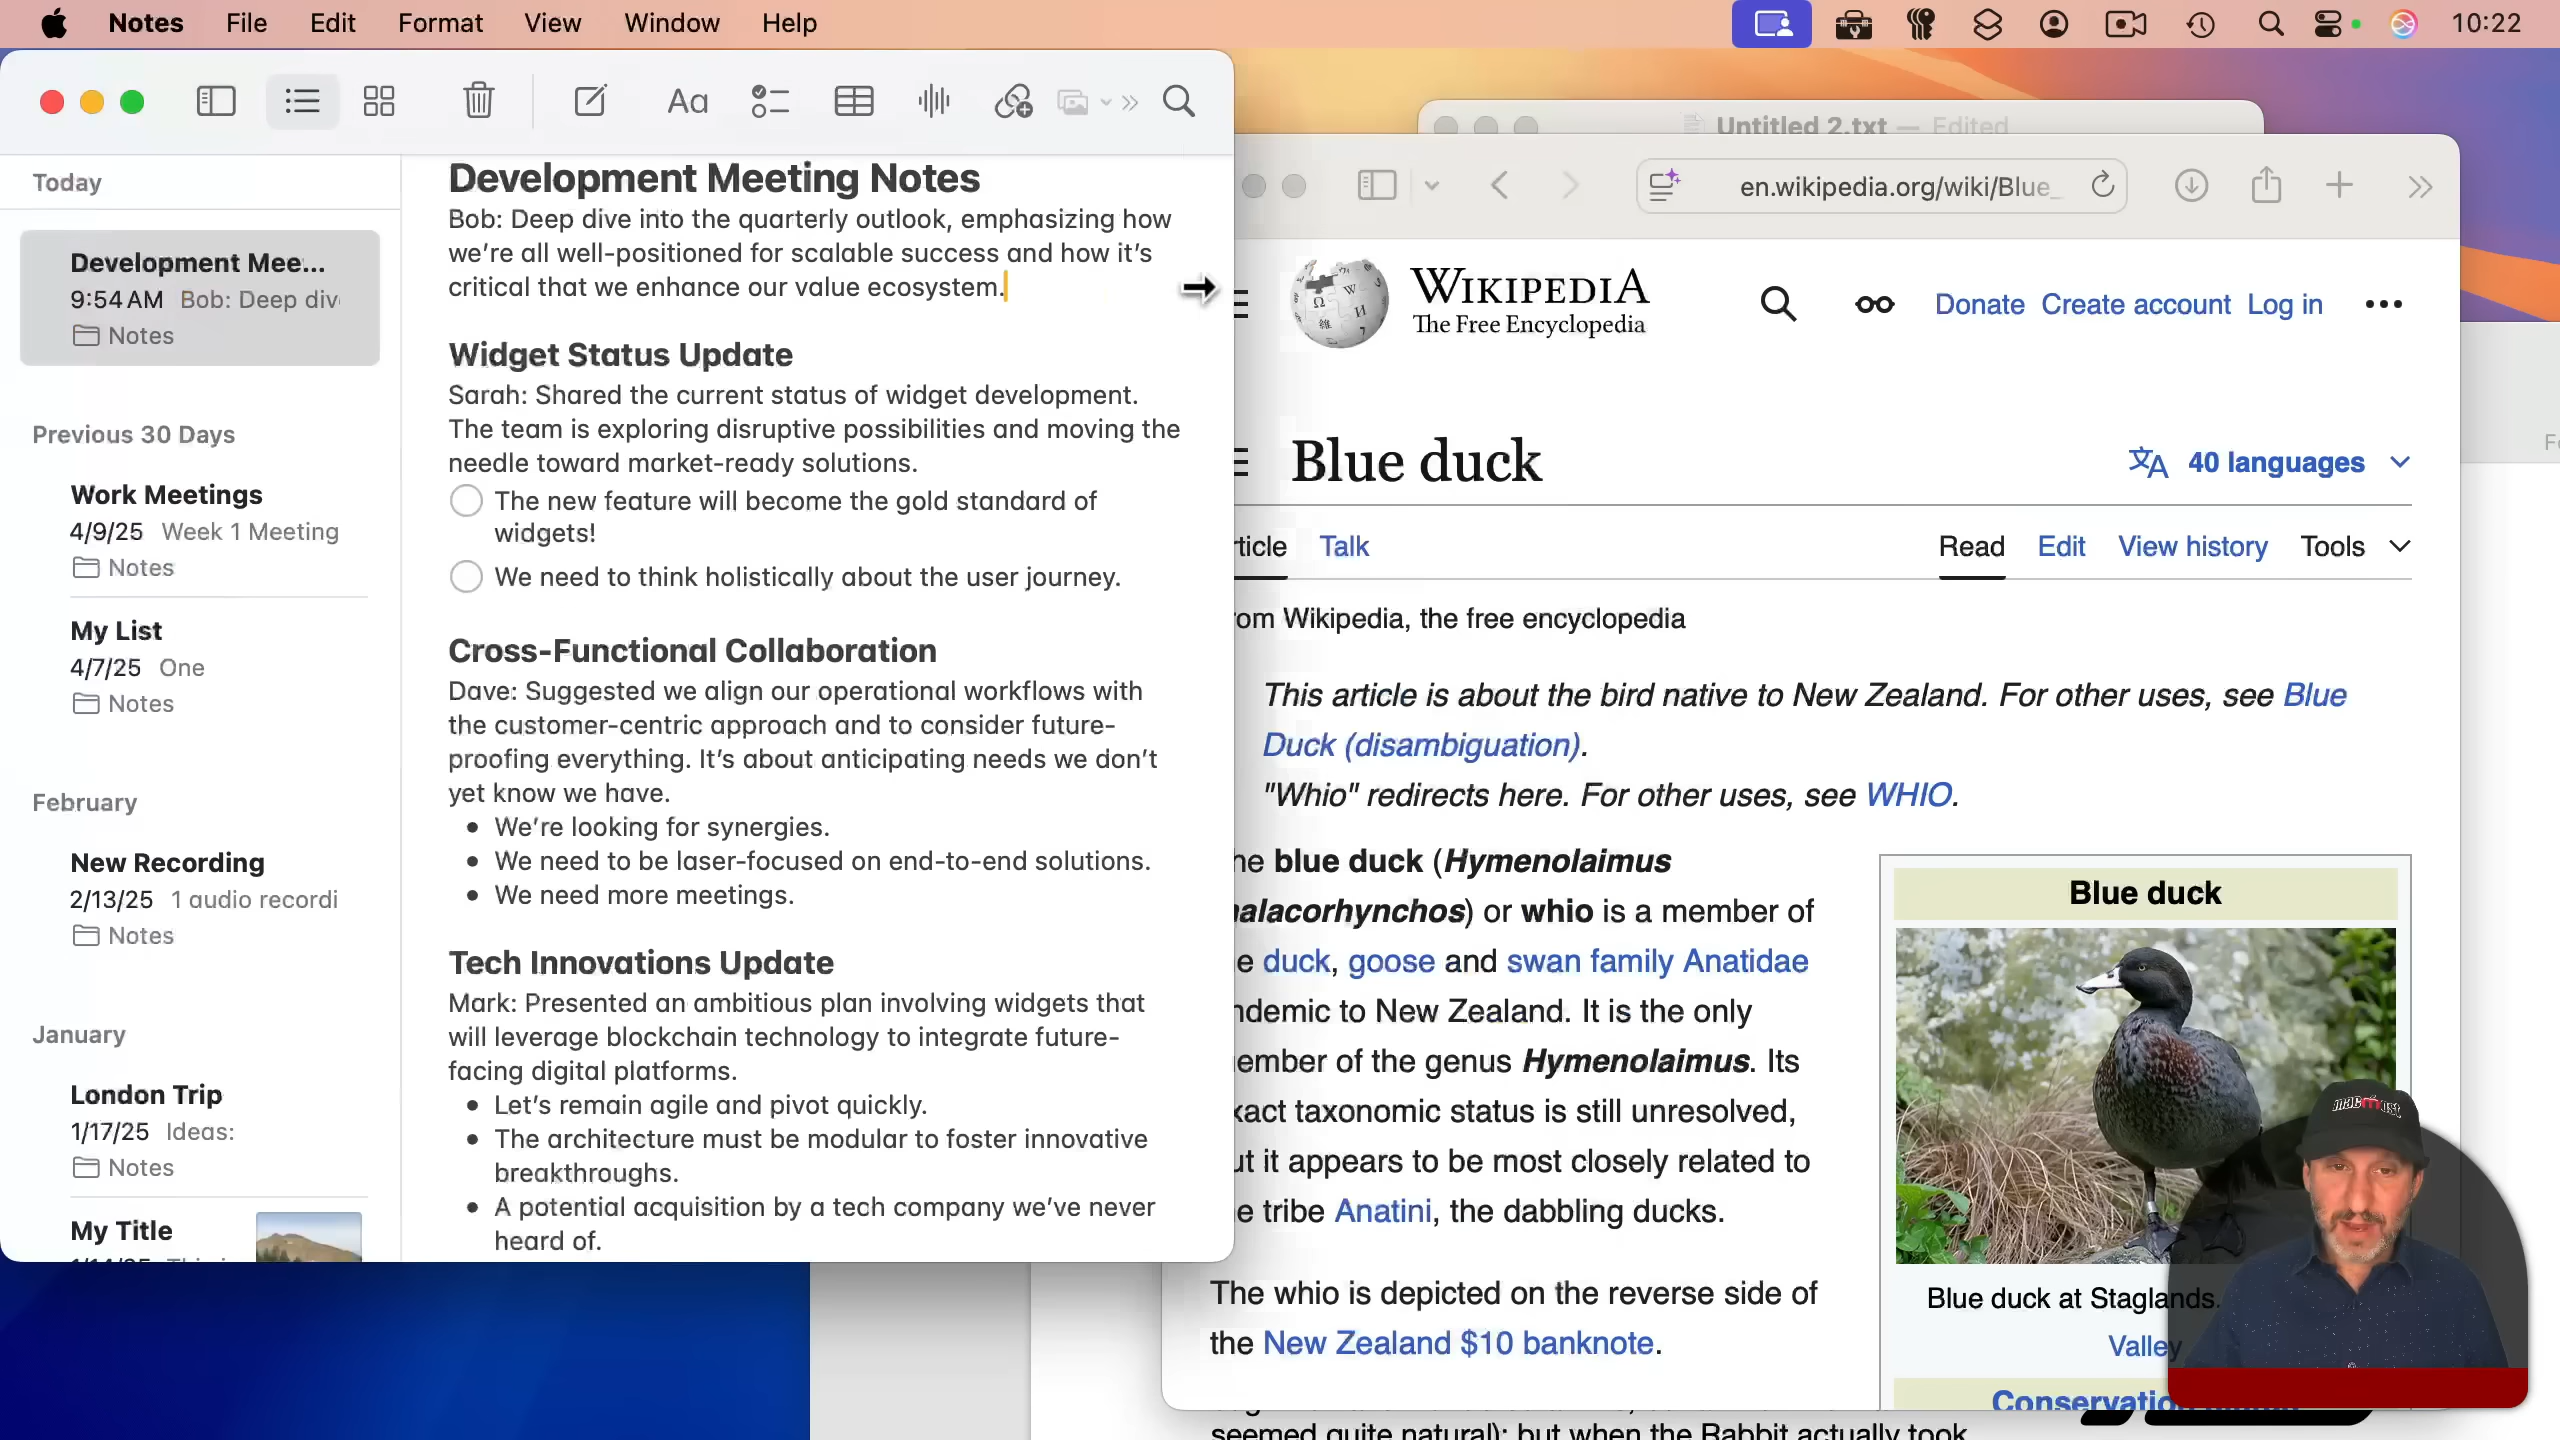 Notes File Edit Format View Window Help
10:22
Today
Development Mee...
9:54 AM Bob: Deep div
Notes
Previous 30 Days
Work Meetings
4/9/25 Week 1 Meeting
Notes
My List
4/7/25 One
Notes
February
New Recording
2/13/25 1 audio recordi
Notes
January
London Trip
1/17/25 Ideas:
Notes
My Title
Aa
Development Meeting Notes
Bob: Deep dive into the quarterly outlook, emphasizing how
we're all well-positioned for scalable success and how it's
critical that we enhance our value ecosystem.
Widget Status Update
Sarah: Shared the current status of widget development.
The team is exploring disruptive possibilities and moving the
needle toward market-ready solutions.
The new feature will become the gold standard of
widgets!
We need to think holistically about the user journey.
Cross-Functional Collaboration
Dave: Suggested we align our operational workflows with
the customer-centric approach and to consider future-
proofing everything. It's about anticipating needs we don't
yet know we have.
• We're looking for synergies.
• We need to be laser-focused on end-to-end solutions.
• We need more meetings.
Tech Innovations Update
Mark: Presented an ambitious plan involving widgets that
will leverage blockchain technology to integrate future-
facing digital platforms.
• Let's remain agile and pivot quickly.
• The architecture must be modular to foster innovative
breakthroughs.
• A potential acquisition by a tech company we've never
heard of.
Untitled 2.txt — Edited
en.wikipedia.org/wiki/Blue_
WIKIPEDIA
The Free Encyclopedia
Donate Create account Log in
Blue duck
40 languages
ticle Talk Read Edit View history Tools
om Wikipedia, the free encyclopedia
This article is about the bird native to New Zealand. For other uses, see Blue
Duck (disambiguation).
"Whio" redirects here. For other uses, see WHIO.
he blue duck (Hymenolaimus
alacorhynchos) or whio is a member of
e duck, goose and swan family Anatidae
ndemic to New Zealand. It is the only
ember of the genus Hymenolaimus. Its
xact taxonomic status is still unresolved,
ut it appears to be most closely related to
e tribe Anatini, the dabbling ducks.
The whio is depicted on the reverse side of
the New Zealand $10 banknote.
Blue duck
Blue duck at Staglands.
Valley
Conservatio
macmost
seemed quite natural); but when the Rabbit actually took